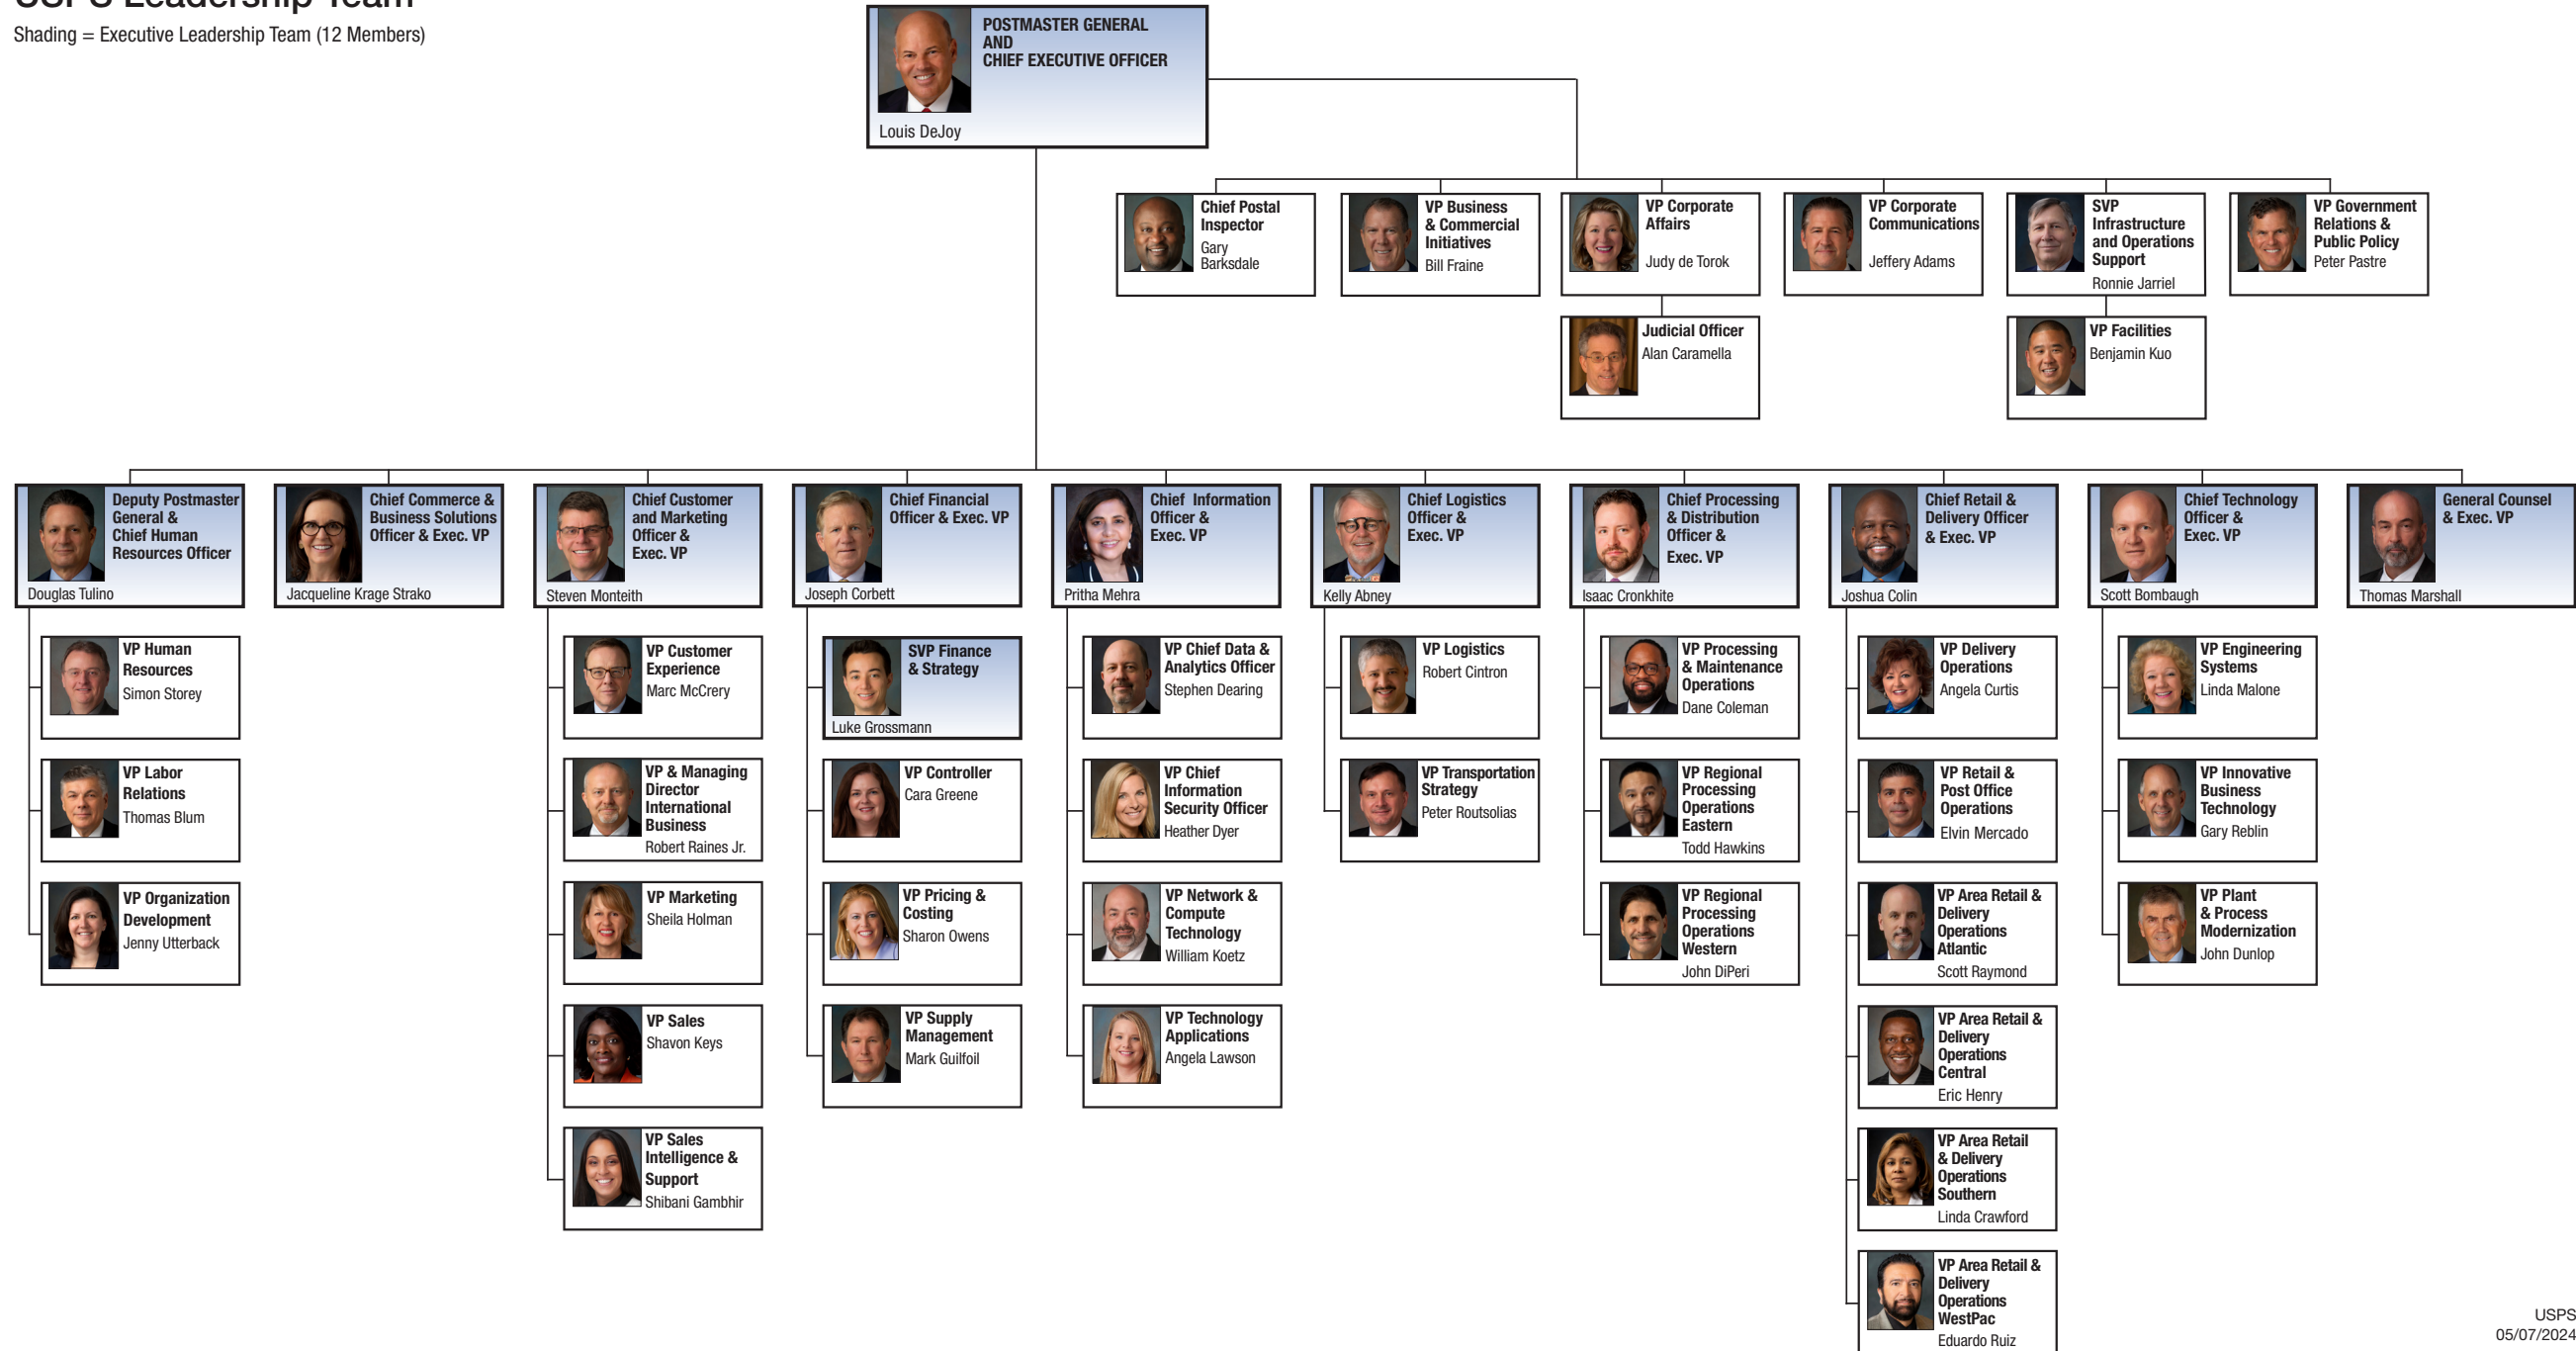 USPS Leadership Team
Shading = Executive Leadership Team (12 Members)
POSTMASTER GENERAL
AND
CHIEF EXECUTIVE OFFICER
Louis DeJoy
Chief Postal
Inspector
Gary
Barksdale
VP Business
& Commercial
Initiatives
Bill Fraine
VP Corporate
Affairs
Judy de Torok
VP Corporate
Communications
Jeffery Adams
SVP
Infrastructure
and Operations
Support
Ronnie Jarriel
VP Government
Relations &
Public Policy
Peter Pastre
Judicial Officer
Alan Caramella
VP Facilities
Benjamin Kuo
Deputy Postmaster
General &
Chief Human
Resources Officer
Douglas Tulino
Chief Commerce &
Business Solutions
Officer & Exec. VP
Jacqueline Krage Strako
Chief Customer
and Marketing
Officer &
Exec. VP
Steven Monteith
Chief Financial
Officer & Exec. VP
Joseph Corbett
Chief Information
Officer &
Exec. VP
Pritha Mehra
Chief Logistics
Officer &
Exec. VP
Kelly Abney
Chief Processing
& Distribution
Officer &
Exec. VP
Isaac Cronkhite
Chief Retail &
Delivery Officer
& Exec. VP
Joshua Colin
Chief Technology
Officer &
Exec. VP
Scott Bombaugh
General Counsel
& Exec. VP
Thomas Marshall
VP Human
Resources
Simon Storey
VP Labor
Relations
Thomas Blum
VP Organization
Development
Jenny Utterback
VP Customer
Experience
Marc McCrery
VP & Managing
Director
International
Business
Robert Raines Jr.
VP Marketing
Sheila Holman
VP Sales
Shavon Keys
VP Sales
Intelligence &
Support
Shibani Gambhir
SVP Finance
& Strategy
Luke Grossmann
VP Controller
Cara Greene
VP Pricing &
Costing
Sharon Owens
VP Supply
Management
Mark Guilfoil
VP Chief Data &
Analytics Officer
Stephen Dearing
VP Chief
Information
Security Officer
Heather Dyer
VP Network &
Compute
Technology
William Koetz
VP Technology
Applications
Angela Lawson
VP Logistics
Robert Cintron
VP Transportation
Strategy
Peter Routsolias
VP Processing
& Maintenance
Operations
Dane Coleman
VP Regional
Processing
Operations
Eastern
Todd Hawkins
VP Regional
Processing
Operations
Western
John DiPeri
VP Delivery
Operations
Angela Curtis
VP Retail &
Post Office
Operations
Elvin Mercado
VP Area Retail &
Delivery
Operations
Atlantic
Scott Raymond
VP Area Retail &
Delivery
Operations
Central
Eric Henry
VP Area Retail
& Delivery
Operations
Southern
Linda Crawford
VP Area Retail &
Delivery
Operations
WestPac
Eduardo Ruiz
VP Engineering
Systems
Linda Malone
VP Innovative
Business
Technology
Gary Reblin
VP Plant
& Process
Modernization
John Dunlop
USPS
05/07/2024